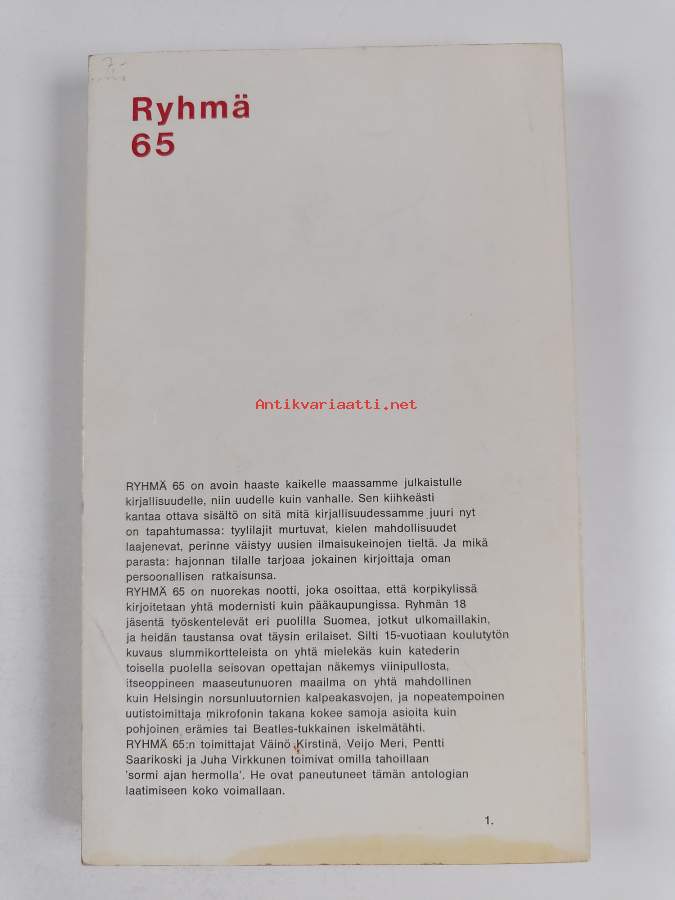 Ryhmä
65
Antikvariaatti.net
RYHMÄ 65 on avoin haaste kaikelle maassamme julkaistulle
kirjallisuudelle, niin uudelle kuin vanhalle. Sen kiihkeästi
kantaa ottava sisältö on sitä mitä kirjallisuudessamme juuri nyt
on tapahtumassa: tyylilajit murtuvat, kielen mahdollisuudet
laajenevat, perinne väistyy uusien ilmaisukeinojen tieltä. Ja mikä
parasta: hajonnan tilalle tarjoaa jokainen kirjoittaja oman
persoonallisen ratkaisunsa.
RYHMÄ 65 on nuorekas nootti, joka osoittaa, että korpikylissä
kirjoitetaan yhtä modernisti kuin pääkaupungissa. Ryhmän 18
jäsentä työskentelevät eri puolilla Suomea, jotkut ulkomaillakin,
ja heidän taustansa ovat täysin erilaiset. Silti 15-vuotiaan koulutytön
kuvaus slummikortteleista on yhtä mielekäs kuin katederin
toisella puolella seisovan opettajan näkemys viinipullosta,
itseoppineen maaseutunuoren maailma on yhtä mahdollinen
kuin Helsingin norsunluutornien kalpeakasvojen, ja nopeatempoinen
uutistoimittaja mikrofonin takana kokee samoja asioita kuin
pohjoinen erämies tai Beatles-tukkainen iskelmätähti.
RYHMÄ 65:n toimittajat Väinö Kirstinä, Veijo Meri, Pentti
Saarikoski ja Juha Virkkunen toimivat omilla tahoillaan
'sormi ajan hermolla'. He ovat paneutuneet tämän antologian
laatimiseen koko voimallaan.
1.